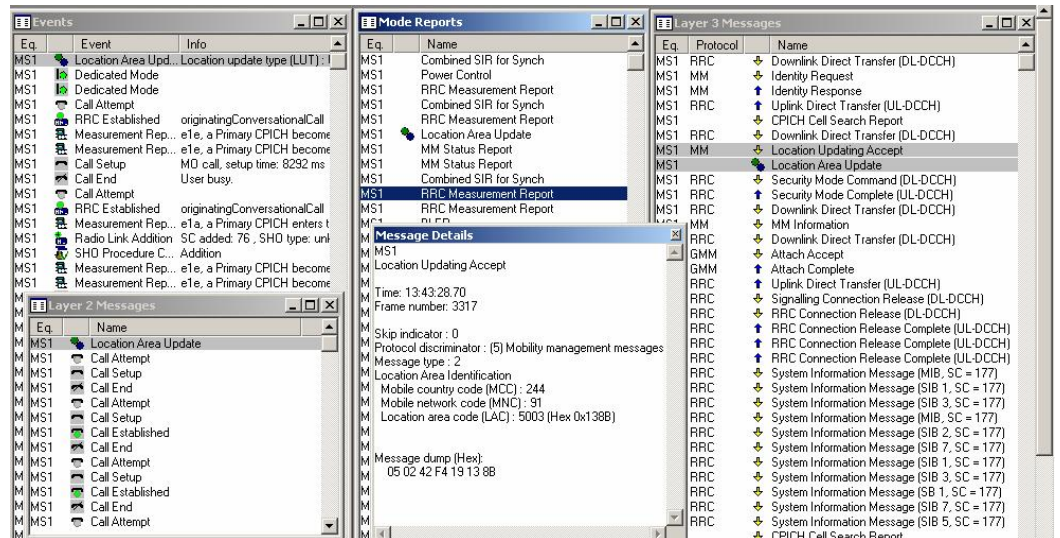 Events
Eq. Event Info
MS1 Location Area Upd... Location update type (LUT) :
MS1 Dedicated Mode
MS1 Dedicated Mode
MS1 Call Attempt
MS1 RRC Established originatingConversationalCall
MS1 Measurement Rep... e1e, a Primary CPICH become
MS1 Measurement Rep... e1e, a Primary CPICH become
MS1 Call Setup MO call, setup time: 8292 ms
MS1 Call End User busy.
MS1 Call Attempt
MS1 RRC Established originatingConversationalCall
MS1 Measurement Rep... e1a, a Primary CPICH enters t
MS1 Radio Link Addition SC added: 76 , SHO type: unl
MS1 SHO Procedure C... Addition
MS1 Measurement Rep... e1e, a Primary CPICH become
MS1 Measurement Rep... e1e, a Primary CPICH become
Layer 2 Messages
Eq. Name
MS1 Location Area Update
MS1 Call Attempt
MS1 Call Setup
MS1 Call End
MS1 Call Attempt
MS1 Call Setup
MS1 Call Established
MS1 Call End
MS1 Call Attempt
MS1 Call Setup
MS1 Call Established
MS1 Call End
MS1 Call Attempt
Mode Reports
Eq. Name
MS1 Combined SIR for Synch
MS1 Power Control
MS1 RRC Measurement Report
MS1 Combined SIR for Synch
MS1 RRC Measurement Report
MS1 Location Area Update
MS1 MM Status Report
MS1 MM Status Report
MS1 Combined SIR for Synch
MS1 RRC Measurement Report
MS1 RRC Measurement Report
Message Details
MS1
Location Updating Accept
Time: 13:43:28.70
Frame number: 3317
Skip indicator : 0
Protocol discriminator : (5) Mobility management messages
Message type : 2
Location Area Identification
Mobile country code (MCC) : 244
Mobile network code (MNC) : 91
Location area code (LAC) : 5003 (Hex 0x138B)
Message dump (Hex):
05 02 42 F4 19 13 8B
Layer 3 Messages
Eq. Protocol Name
MS1 RRC Downlink Direct Transfer (DL-DCCH)
MS1 MM Identity Request
MS1 MM Identity Response
MS1 RRC Uplink Direct Transfer (UL-DCCH)
MS1 CPICH Cell Search Report
MS1 RRC Downlink Direct Transfer (DL-DCCH)
MS1 MM Location Updating Accept
MS1 Location Area Update
MS1 RRC Security Mode Command (DL-DCCH)
MS1 RRC Security Mode Complete (UL-DCCH)
MS1 RRC Downlink Direct Transfer (DL-DCCH)
MS1 MM MM Information
RRC Downlink Direct Transfer (DL-DCCH)
GMM Attach Accept
GMM Attach Complete
RRC Uplink Direct Transfer (UL-DCCH)
RRC Signalling Connection Release (DL-DCCH)
RRC RRC Connection Release (DL-DCCH)
RRC RRC Connection Release Complete (UL-DCCH)
RRC RRC Connection Release Complete (UL-DCCH)
RRC RRC Connection Release Complete (UL-DCCH)
RRC System Information Message (MIB, SC = 177)
RRC System Information Message (SIB 1, SC = 177)
RRC System Information Message (SIB 3, SC = 177)
RRC System Information Message (MIB, SC = 177)
RRC System Information Message (SIB 2, SC = 177)
RRC System Information Message (SIB 7, SC = 177)
RRC System Information Message (SIB 1, SC = 177)
RRC System Information Message (SIB 3, SC = 177)
RRC System Information Message (SB 1, SC = 177)
RRC System Information Message (SIB 7, SC = 177)
RRC System Information Message (SIB 5, SC = 177)
CPICH Cell Search Report